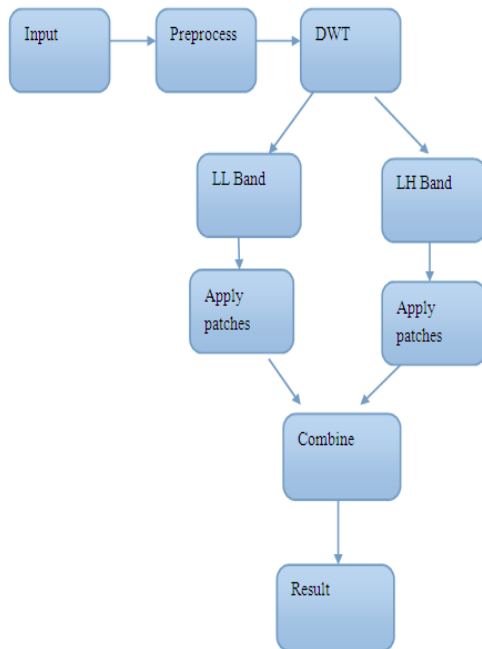 Input
Preprocess
DWT
LL Band
LH Band
Apply
patches
Apply
patches
Combine
Result